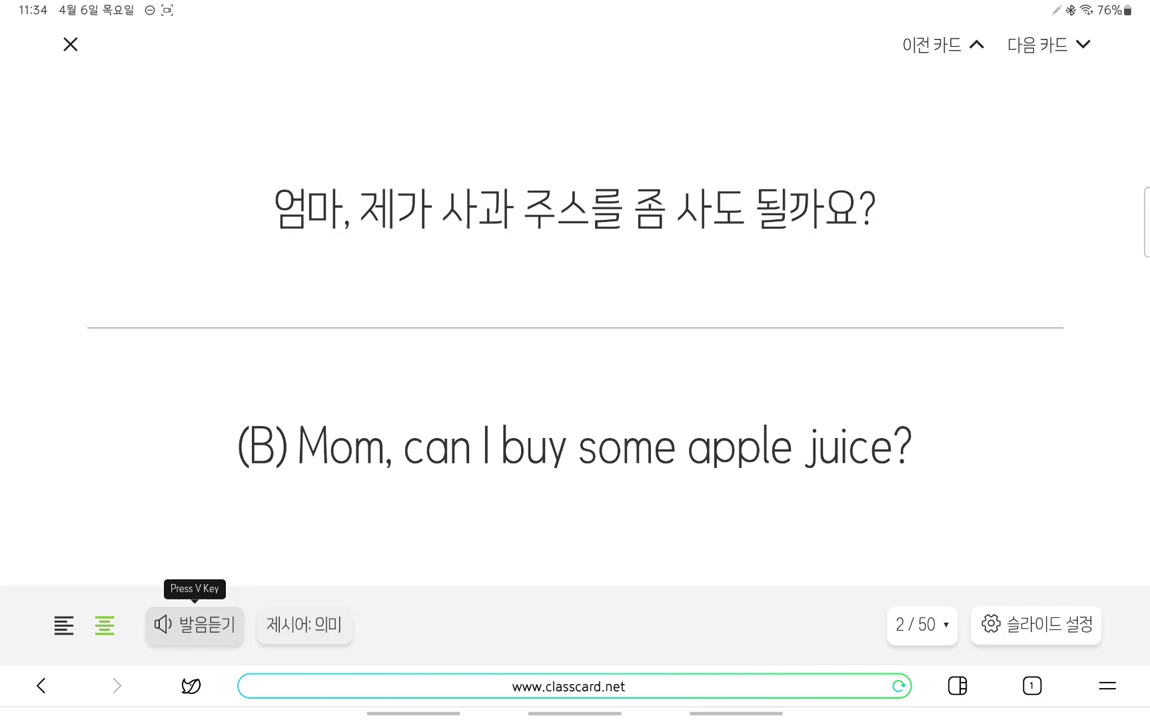 11:34 4월 6일 목요일
76%
이전 카드 다음 카드
엄마, 제가 사과 주스를 좀 사도 될까요?
(B) Mom, can I buy some apple juice?
Press V Key
발음듣기 제시어: 의미 2 / 50 슬라이드 설정
www.classcard.net 1